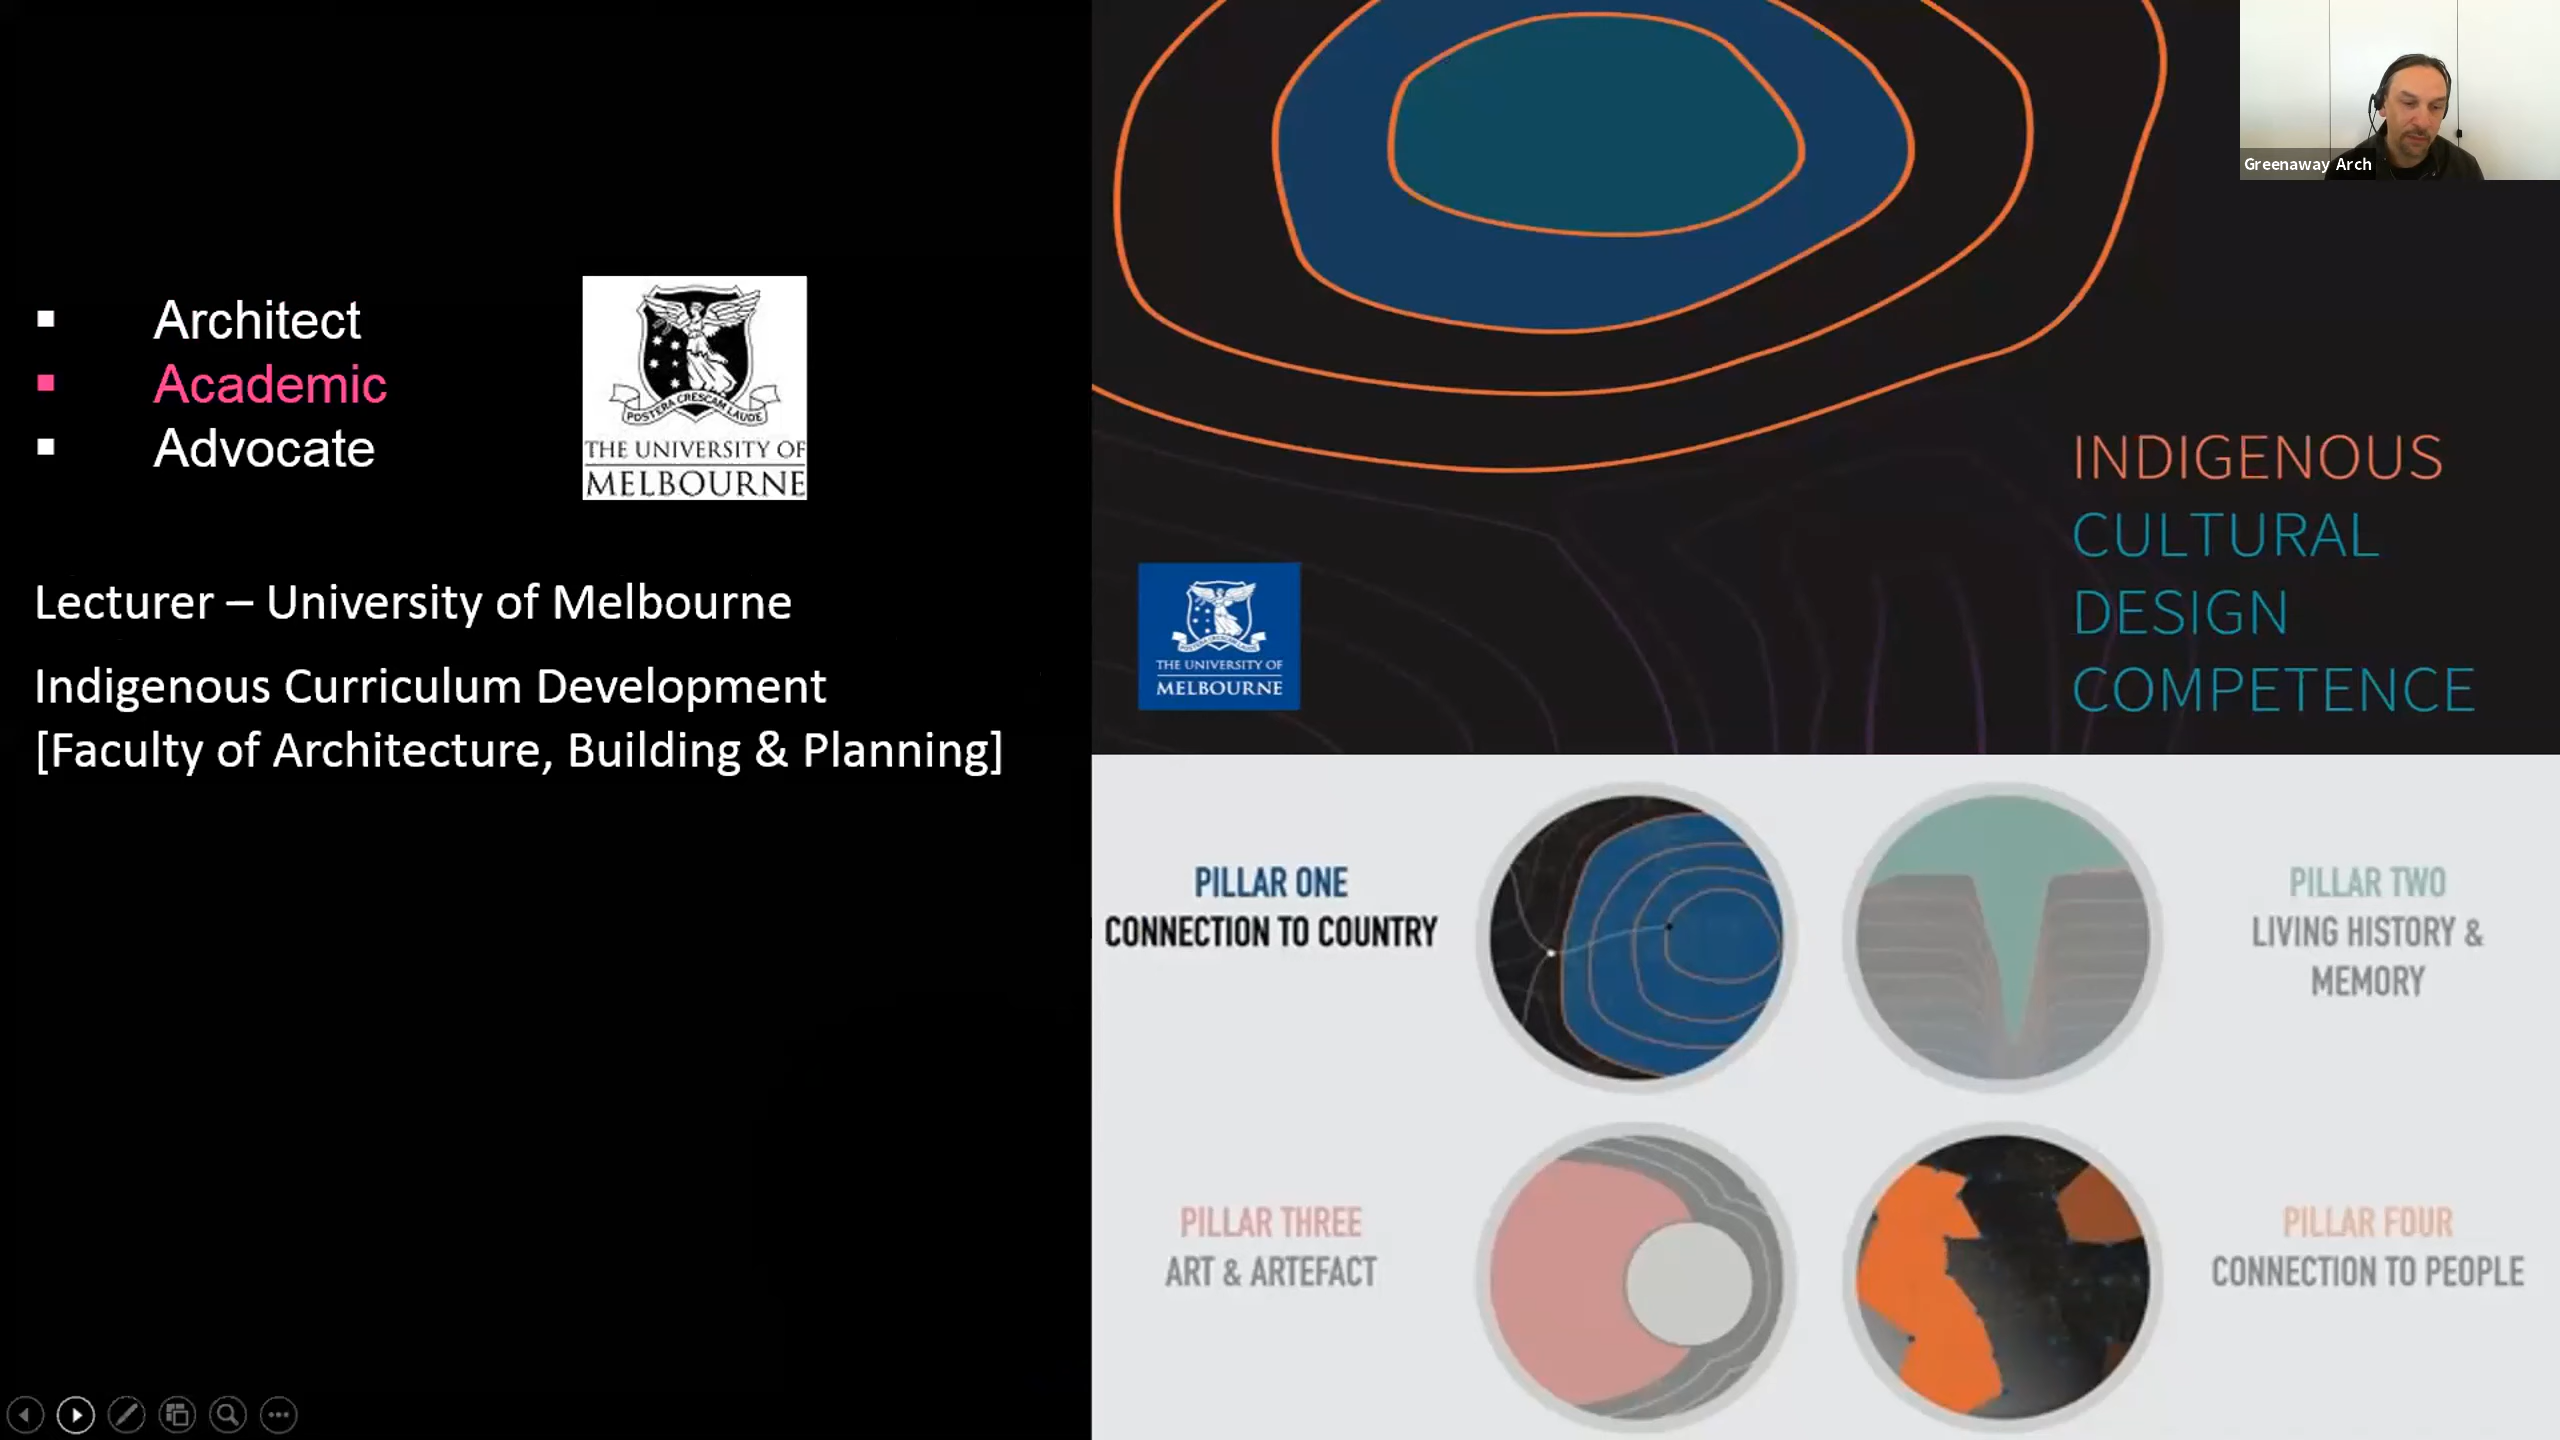 Architect
Academic
Advocate
POSTERA CRESCAM LAUDE
THE UNIVERSITY OF
MELBOURNE
Lecturer – University of Melbourne
Indigenous Curriculum Development
[Faculty of Architecture, Building & Planning]
Greenaway Arch
INDIGENOUS
CULTURAL
DESIGN
COMPETENCE
THE UNIVERSITY OF
MELBOURNE
PILLAR ONE
CONNECTION TO COUNTRY
PILLAR TWO
LIVING HISTORY &
MEMORY
PILLAR THREE
ART & ARTEFACT
PILLAR FOUR
CONNECTION TO PEOPLE